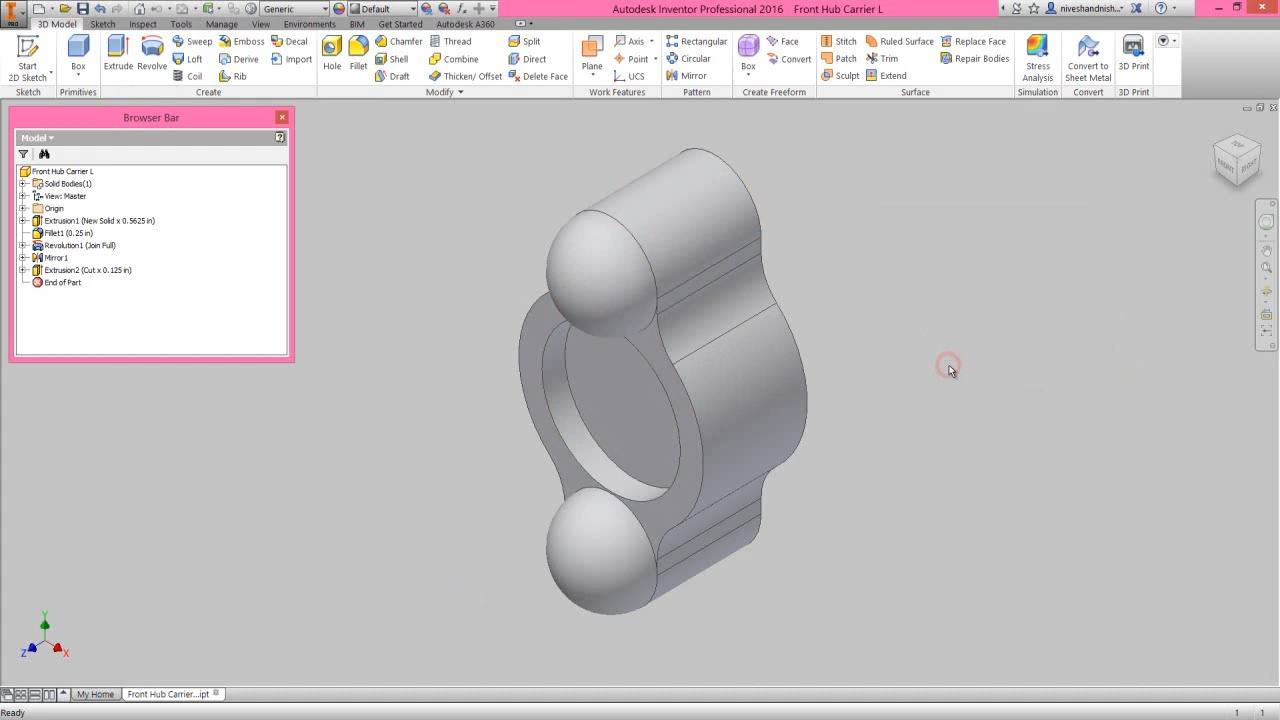 Autodesk Inventor Professional 2016 Front Hub Carrier L
niveshandnish...
PRO
Generic
Default
3D Model Sketch Inspect Tools Manage View Environments BIM Get Started Autodesk A360
Start
2D Sketch
Box
Extrude
Revolve
Sweep Emboss Decal
Loft Derive Import
Coil Rib
Hole
Fillet
Chamfer Thread Split
Shell Combine Direct
Draft Thicken/ Offset Delete Face
Plane
Axis
Point
UCS
Rectangular
Circular
Mirror
Box
Face
Convert
Stitch Ruled Surface Replace Face
Patch Trim Repair Bodies
Sculpt Extend
Stress
Analysis
Convert to
Sheet Metal
3D Print
Sketch Primitives Create Modify Work Features Pattern Create Freeform Surface Simulation Convert 3D Print
Browser Bar
Model
Front Hub Carrier L
Solid Bodies(1)
View: Master
Origin
Extrusion1 (New Solid x 0.5625 in)
Fillet1 (0.25 in)
Revolution1 (Join Full)
Mirror1
Extrusion2 (Cut x 0.125 in)
End of Part
TOP
FRONT
RIGHT
Y
Z
X
My Home Front Hub Carrier...ipt
Ready 1 1